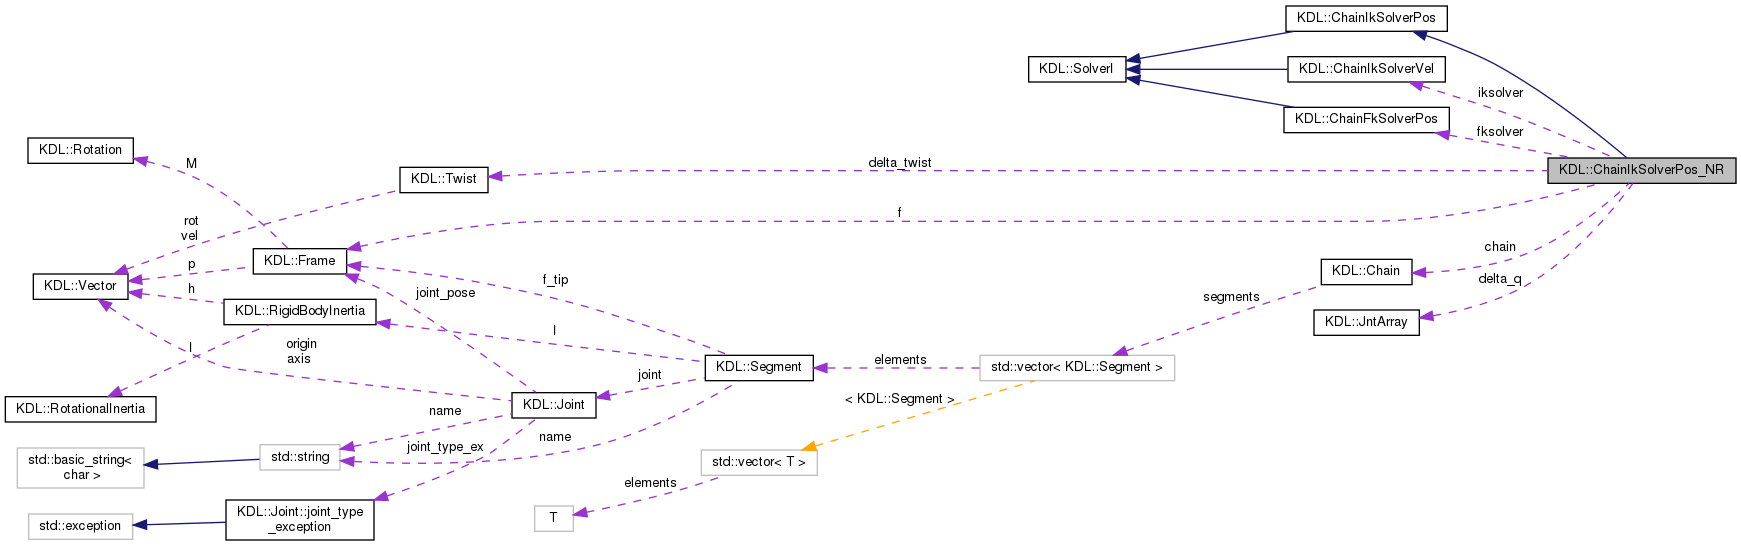 KDL::ChainIkSolverPos
KDL::SolverI
KDL::ChainIkSolverVel
iksolver
KDL::ChainFkSolverPos
fksolver
KDL::Rotation
M
delta_twist
KDL::ChainIkSolverPos_NR
KDL::Twist
rot
vel
f
KDL::Frame
chain
p
KDL::Vector
h
KDL::Chain
f_tip
delta_q
joint_pose
segments
KDL::RigidBodyInertia
KDL::JntArray
I
I
origin
axis
elements
KDL::Segment
std::vector< KDL::Segment >
joint
KDL::RotationalInertia
KDL::Joint
name
< KDL::Segment >
name
joint_type_ex
std::string
std::basic_string<
char >
std::vector< T >
elements
KDL::Joint::joint_type
_exception
std::exception
T